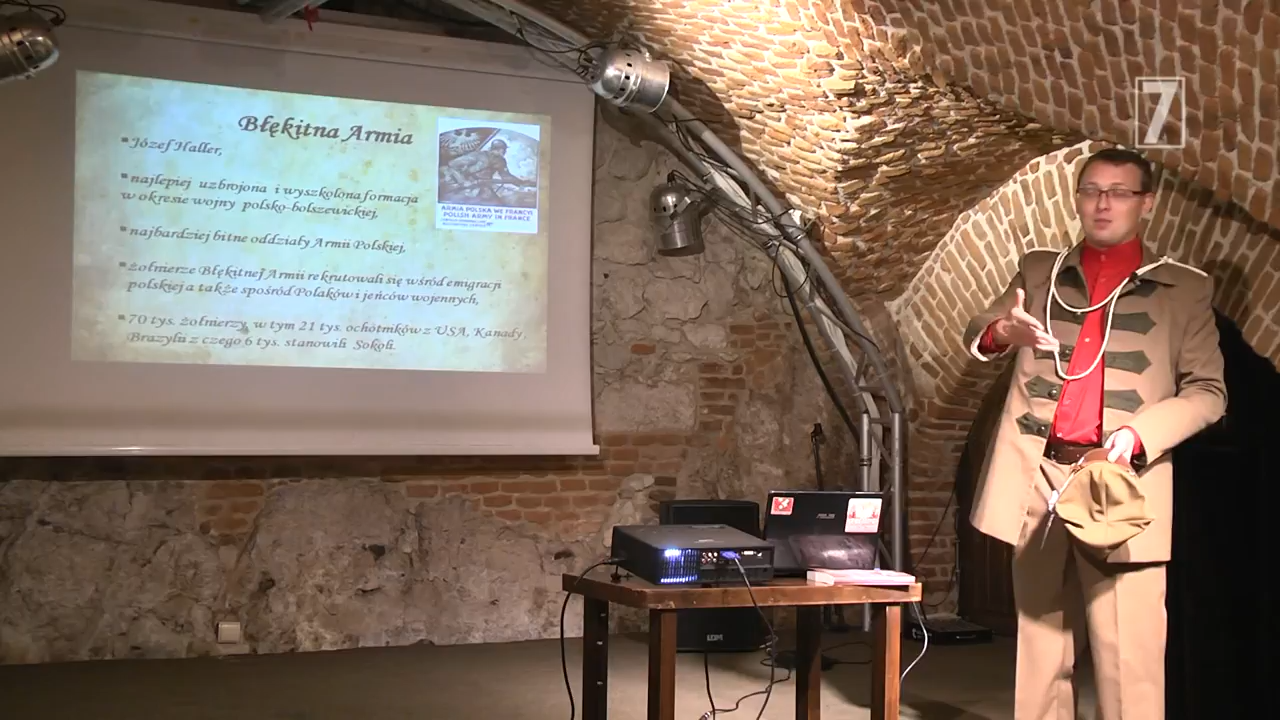 7
Błękitna Armia
Józef Haller,
najlepiej uzbrojona i wyszkolona formacja
w okresie wojny polsko-bolszewickiej,
najbardziej bitne oddziały Armii Polskiej,
żołnierze Błękitnej Armii rekrutowali się wśród emigracji
polskiej a także spośród Polaków i jeńców wojennych,
70 tys. żołnierzy, w tym 21 tys. ochotników z USA, Kanady,
Brazylii z czego 6 tys. stanowili Sokoli.
ARMIA POLSKA WE FRANCYI
POLISH ARMY IN FRANCE
LDM